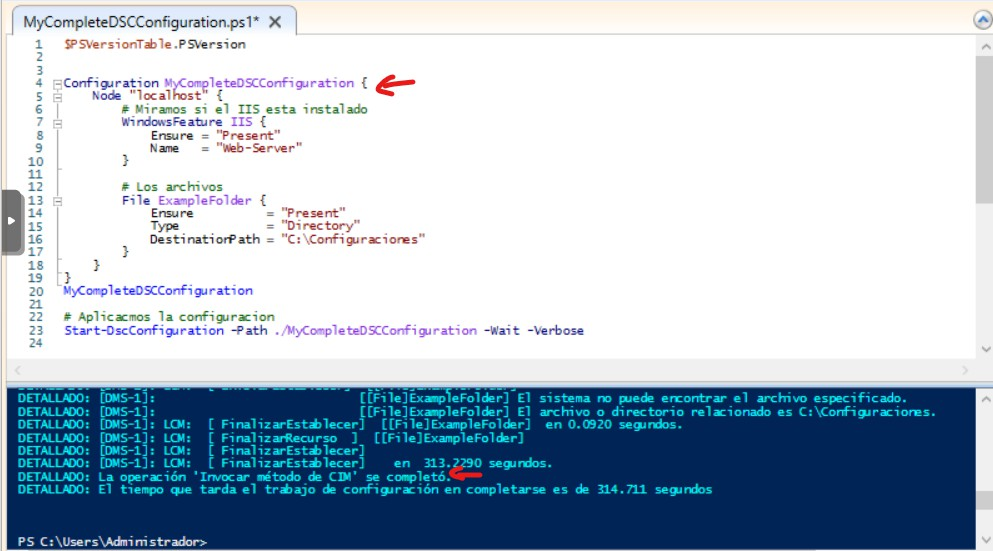 MyCompleteDSCConfiguration.ps1* X
1 $PSVersionTable.PSVersion
2
3
4 Configuration MyCompleteDSCConfiguration {
5 Node "localhost" {
6 # Miramos si el IIS esta instalado
7 WindowsFeature IIS {
8 Ensure = "Present"
9 Name = "Web-Server"
10 }
11
12 # Los archivos
13 File ExampleFolder {
14 Ensure = "Present"
15 Type = "Directory"
16 DestinationPath = "C:\Configuraciones"
17 }
18 }
19 }
20 MyCompleteDSCConfiguration
21
22 # Aplicacmos la configuracion
23 Start-DscConfiguration -Path ./MyCompleteDSCConfiguration -Wait -Verbose
24
DETALLADO: [DMS-1]: LCM: [ FinalizarEstablecer] [[File]ExampleFolder]
DETALLADO: [DMS-1]: [[File]ExampleFolder] El sistema no puede encontrar el archivo especificado.
DETALLADO: [DMS-1]: [[File]ExampleFolder] El archivo o directorio relacionado es C:\Configuraciones.
DETALLADO: [DMS-1]: LCM: [ FinalizarEstablecer] [[File]ExampleFolder] en 0.0920 segundos.
DETALLADO: [DMS-1]: LCM: [ FinalizarRecurso ] [[File]ExampleFolder]
DETALLADO: [DMS-1]: LCM: [ FinalizarEstablecer]
DETALLADO: [DMS-1]: LCM: [ FinalizarEstablecer] en 313.2290 segundos.
DETALLADO: La operación 'Invocar método de CIM' se completó.
DETALLADO: El tiempo que tarda el trabajo de configuración en completarse es de 314.711 segundos
PS C:\Users\Administrador>